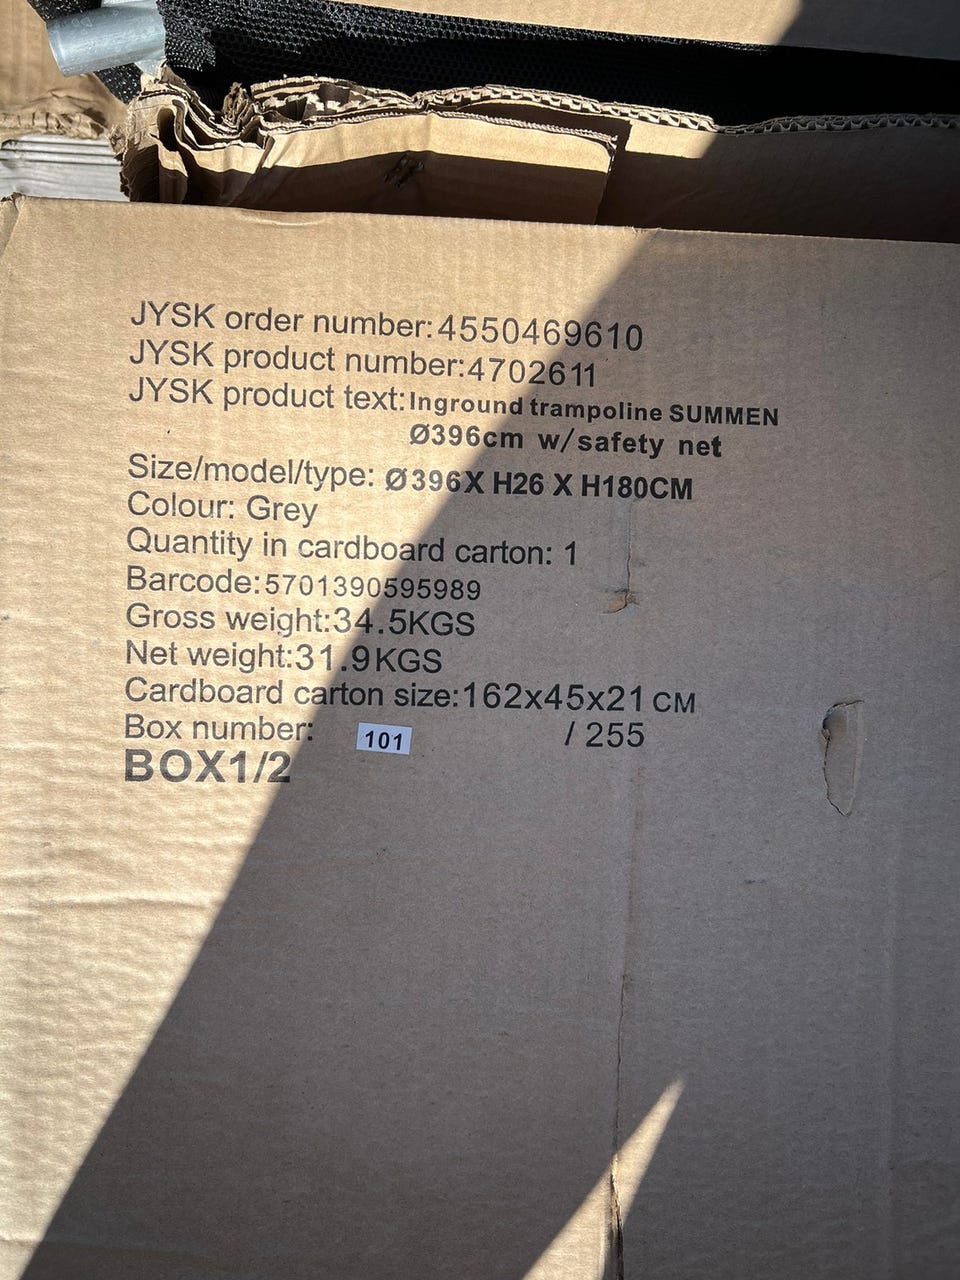 JYSK order number:4550469610
JYSK product number:4702611
JYSK product text:Inground trampoline SUMMEN
Ø396cm w/safety net
Size/model/type: Ø396X H26 X H180CM
Colour: Grey
Quantity in cardboard carton: 1
Barcode:5701390595989
Gross weight:34.5KGS
Net weight:31.9KGS
Cardboard carton size:162x45x21CM
Box number: 101 / 255
BOX1/2